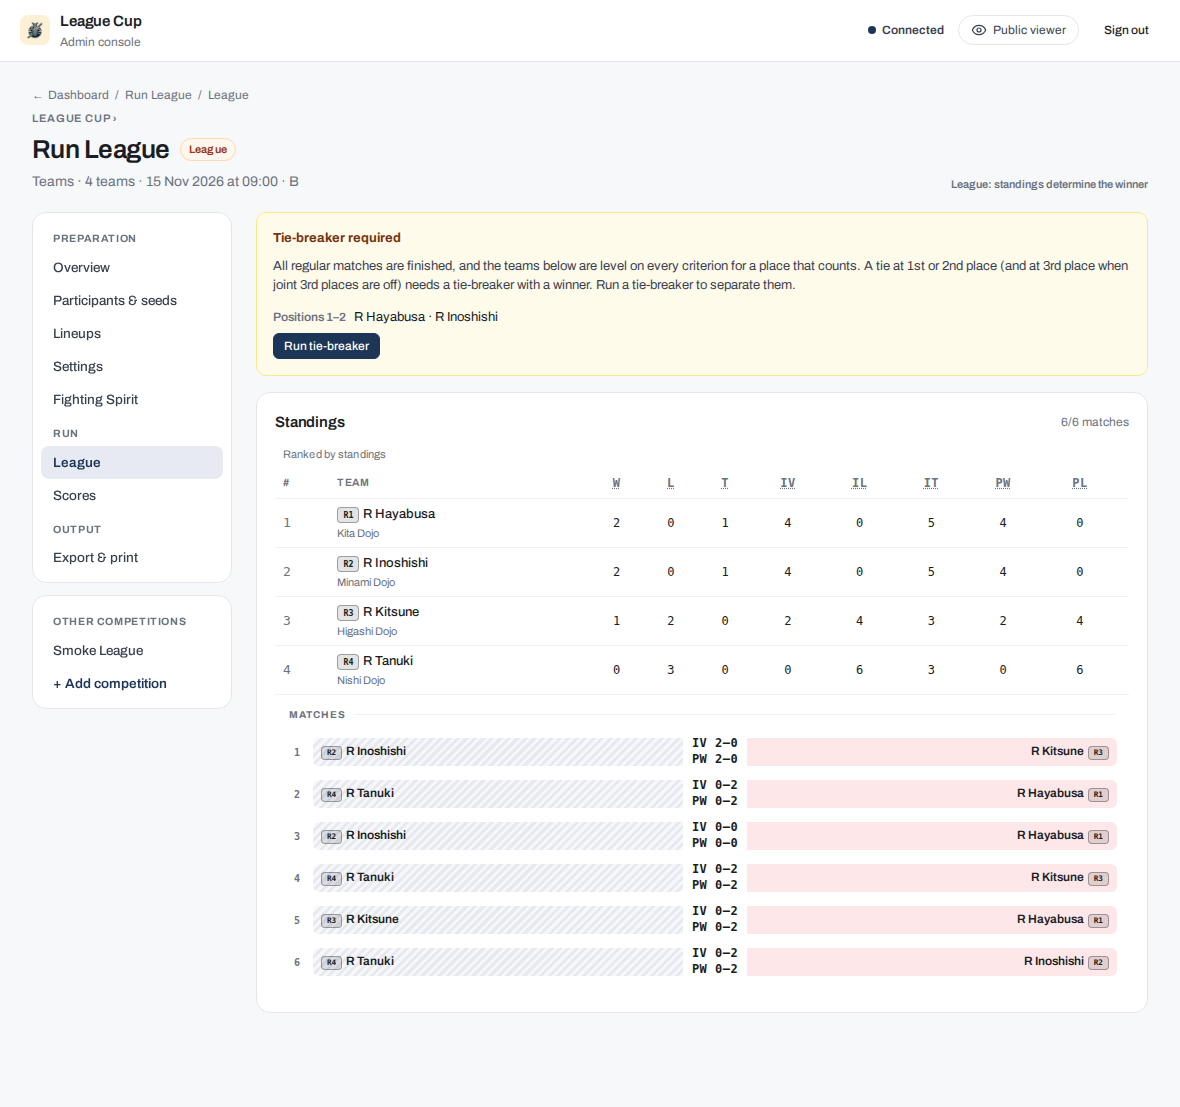 League Cup
Admin console
Connected
Public viewer
Sign out
← Dashboard / Run League / League
LEAGUE CUP ›
Run League
League
Teams · 4 teams · 15 Nov 2026 at 09:00 · B
League: standings determine the winner
PREPARATION
Overview
Participants & seeds
Lineups
Settings
Fighting Spirit
RUN
League
Scores
OUTPUT
Export & print
OTHER COMPETITIONS
Smoke League
+ Add competition
Tie-breaker required
All regular matches are finished, and the teams below are level on every criterion for a place that counts. A tie at 1st or 2nd place (and at 3rd place when
joint 3rd places are off) needs a tie-breaker with a winner. Run a tie-breaker to separate them.
Positions 1–2 R Hayabusa · R Inoshishi
Run tie-breaker
Standings
6/6 matches
Ranked by standings
# TEAM W L T IV IL IT PW PL
1 R1 R Hayabusa 2 0 1 4 0 5 4 0
Kita Dojo
2 R2 R Inoshishi 2 0 1 4 0 5 4 0
Minami Dojo
3 R3 R Kitsune 1 2 0 2 4 3 2 4
Higashi Dojo
4 R4 R Tanuki 0 3 0 0 6 3 0 6
Nishi Dojo
MATCHES
1 R2 R Inoshishi IV 2–0 R Kitsune R3
PW 2–0
2 R4 R Tanuki IV 0–2 R Hayabusa R1
PW 0–2
3 R2 R Inoshishi IV 0–0 R Hayabusa R1
PW 0–0
4 R4 R Tanuki IV 0–2 R Kitsune R3
PW 0–2
5 R3 R Kitsune IV 0–2 R Hayabusa R1
PW 0–2
6 R4 R Tanuki IV 0–2 R Inoshishi R2
PW 0–2